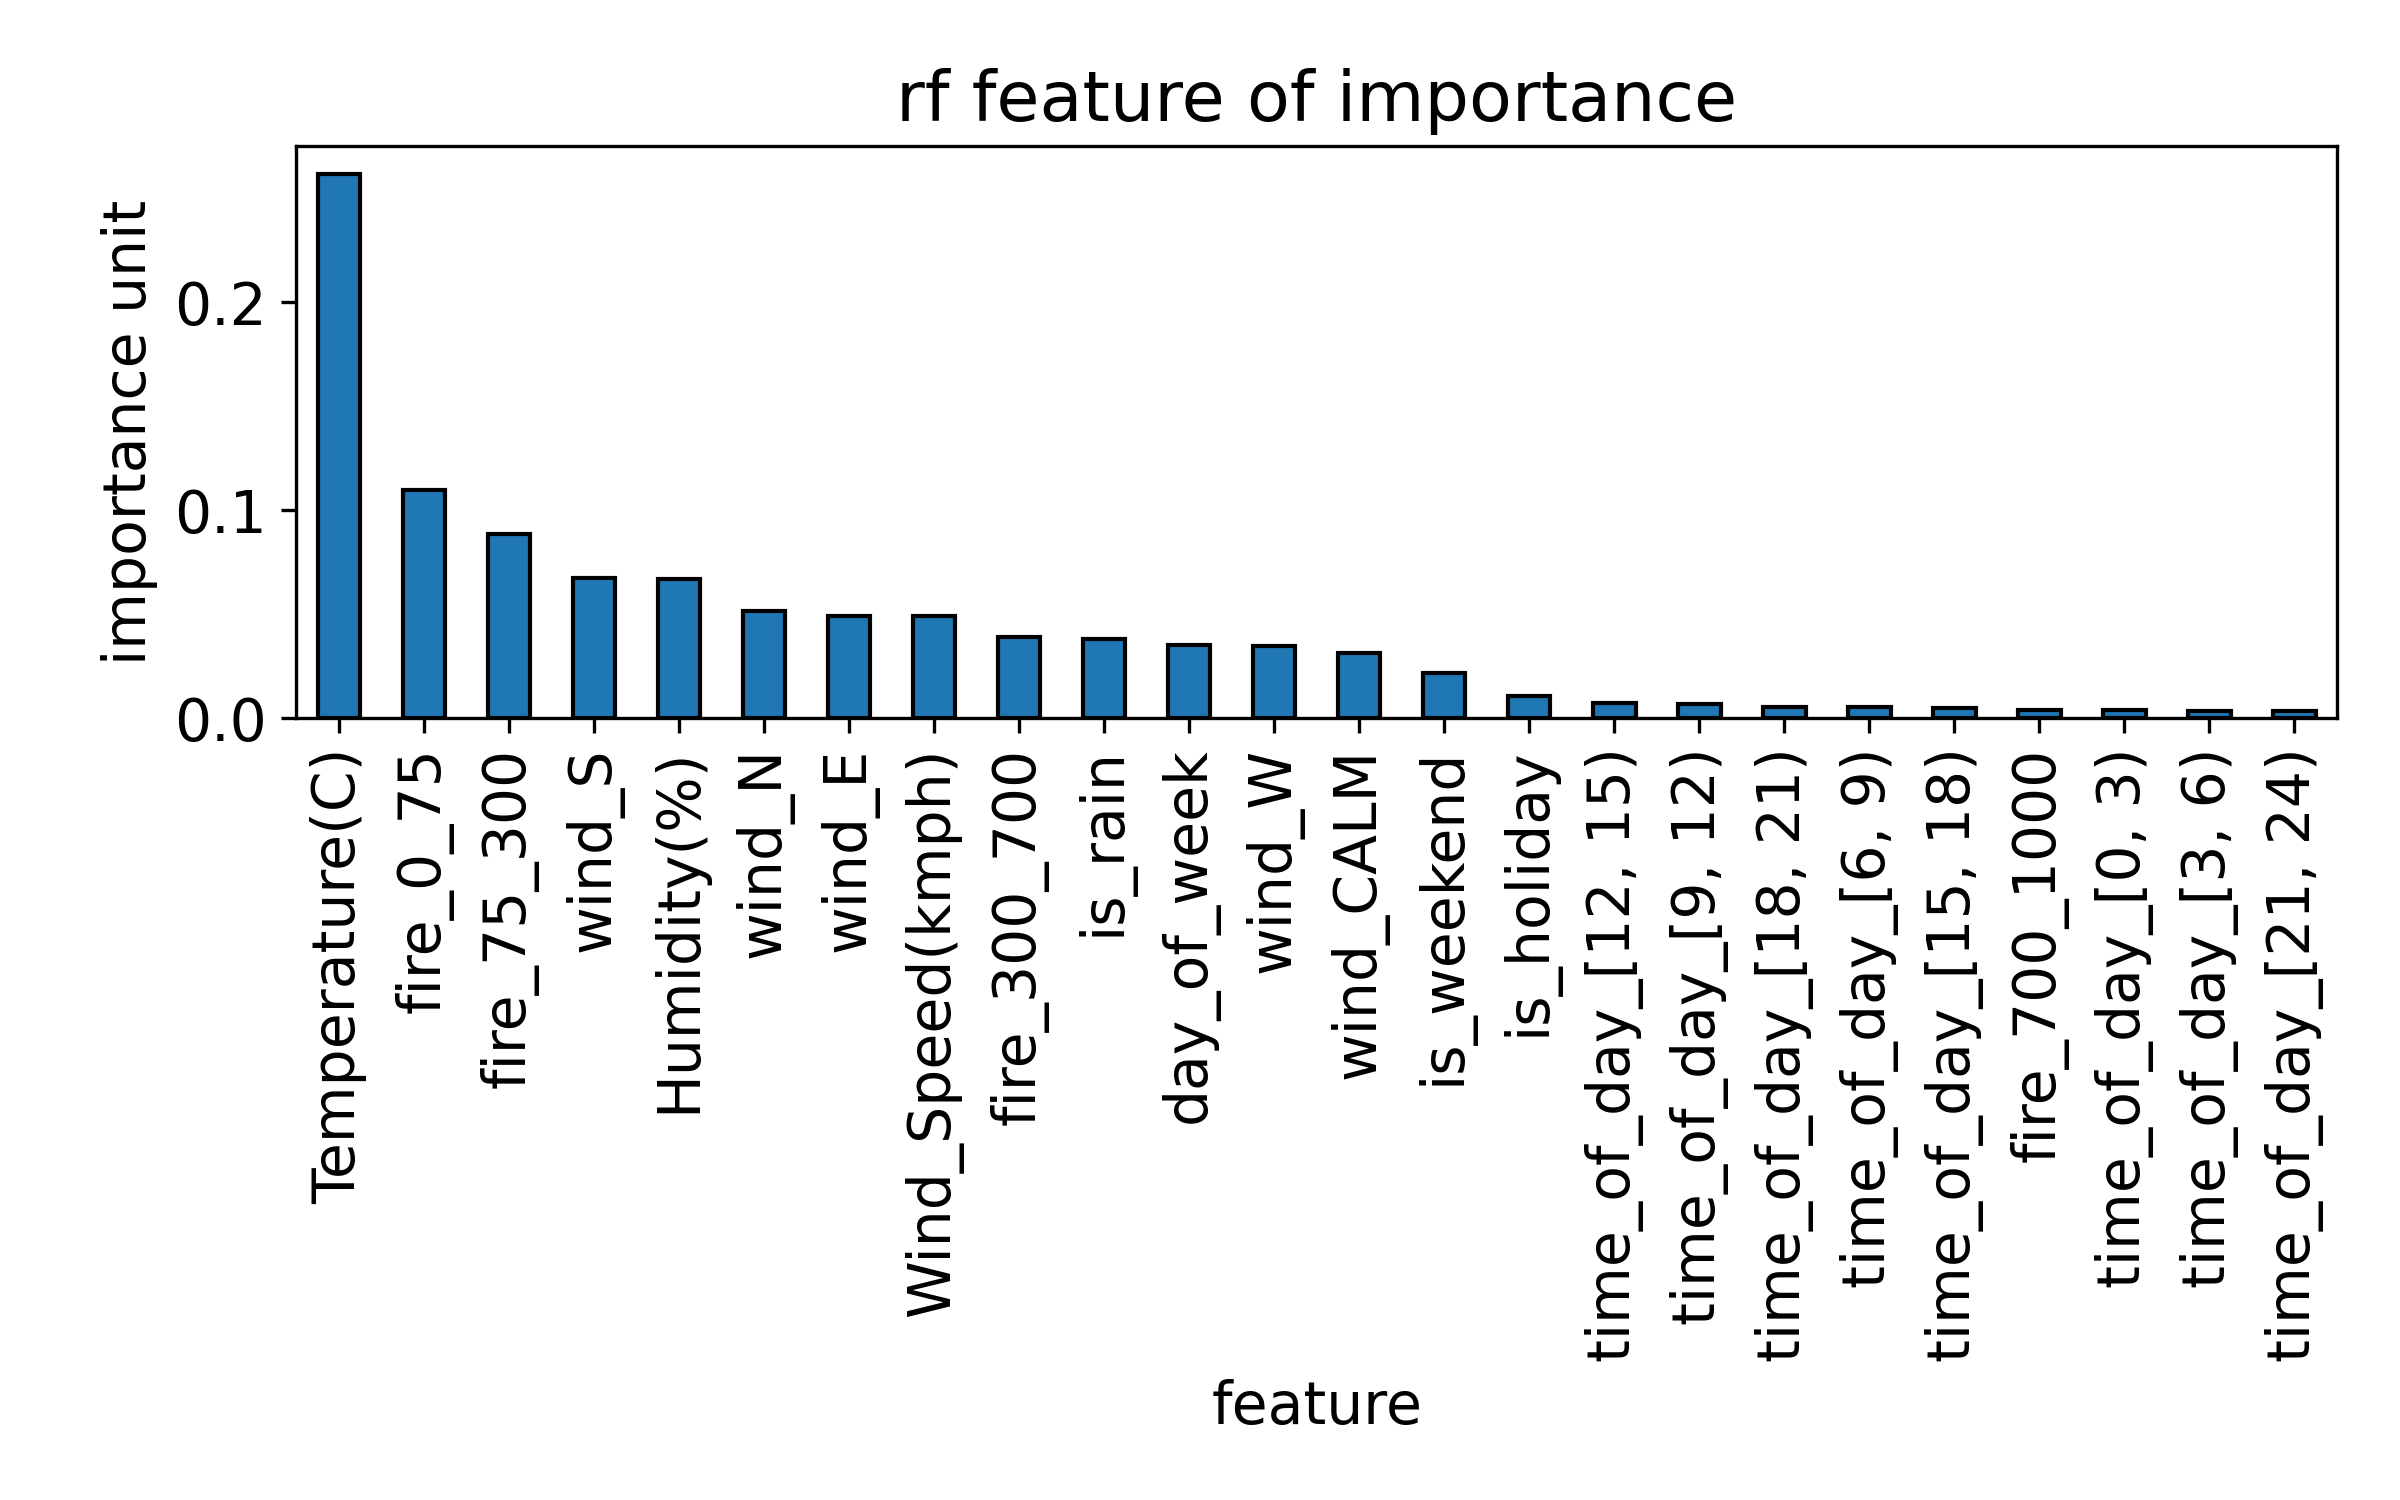 rf feature of importance
importance unit
0.2
0.1
0.0
Temperature(C)
fire_0_75
fire_75_300
wind_S
Humidity(%)
wind_N
wind_E
Wind_Speed(kmph)
fire_300_700
is_rain
day_of_week
wind_W
wind_CALM
is_weekend
is_holiday
time_of_day_[12, 15)
time_of_day_[9, 12)
time_of_day_[18, 21)
time_of_day_[6, 9)
time_of_day_[15, 18)
fire_700_1000
time_of_day_[0, 3)
time_of_day_[3, 6)
time_of_day_[21, 24)
feature